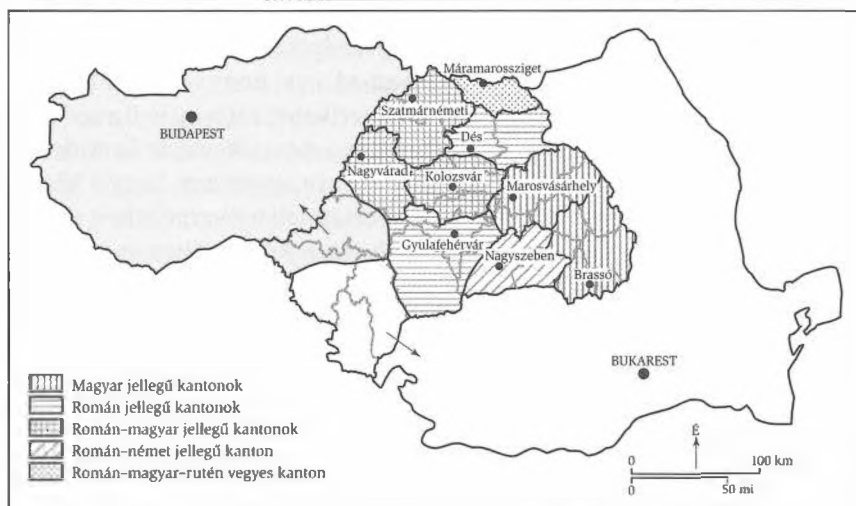 Máramarossziget
Szatmárnémeti
BUDAPEST
Dés
Nagyvárad
Kolozsvár
Marosvásárhely
Gyulafehérvár
Nagyszeben
Brassó
BUKAREST
Magyar jellegű kantonok
Román jellegű kantonok
Román–magyar jellegű kantonok
Román–német jellegű kanton
Román–magyar–rutén vegyes kanton
É
0 100 km
0 50 mi